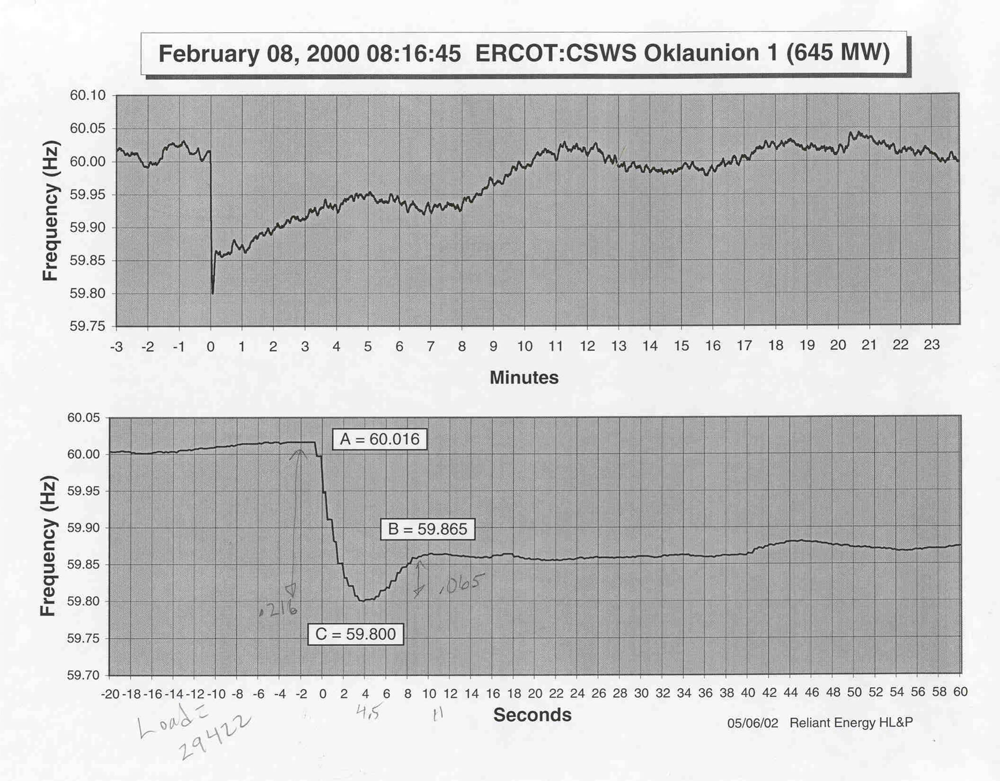 February 08, 2000 08:16:45 ERCOT:CSWS Oklaunion 1 (645 MW)
Frequency (Hz)
60.10
60.05
60.00
59.95
59.90
59.85
59.80
59.75
-3 -2 -1 0 1 2 3 4 5 6 7 8 9 10 11 12 13 14 15 16 17 18 19 20 21 22 23
Minutes
Frequency (Hz)
60.05
60.00
59.95
59.90
59.85
59.80
59.75
59.70
A = 60.016
B = 59.865
.065
.216
C = 59.800
-20 -18 -16 -14 -12 -10 -8 -6 -4 -2 0 2 4 6 8 10 12 14 16 18 20 22 24 26 28 30 32 34 36 38 40 42 44 46 48 50 52 54 56 58 60
4.5 11
Seconds
Load =
29422
05/06/02 Reliant Energy HL&P